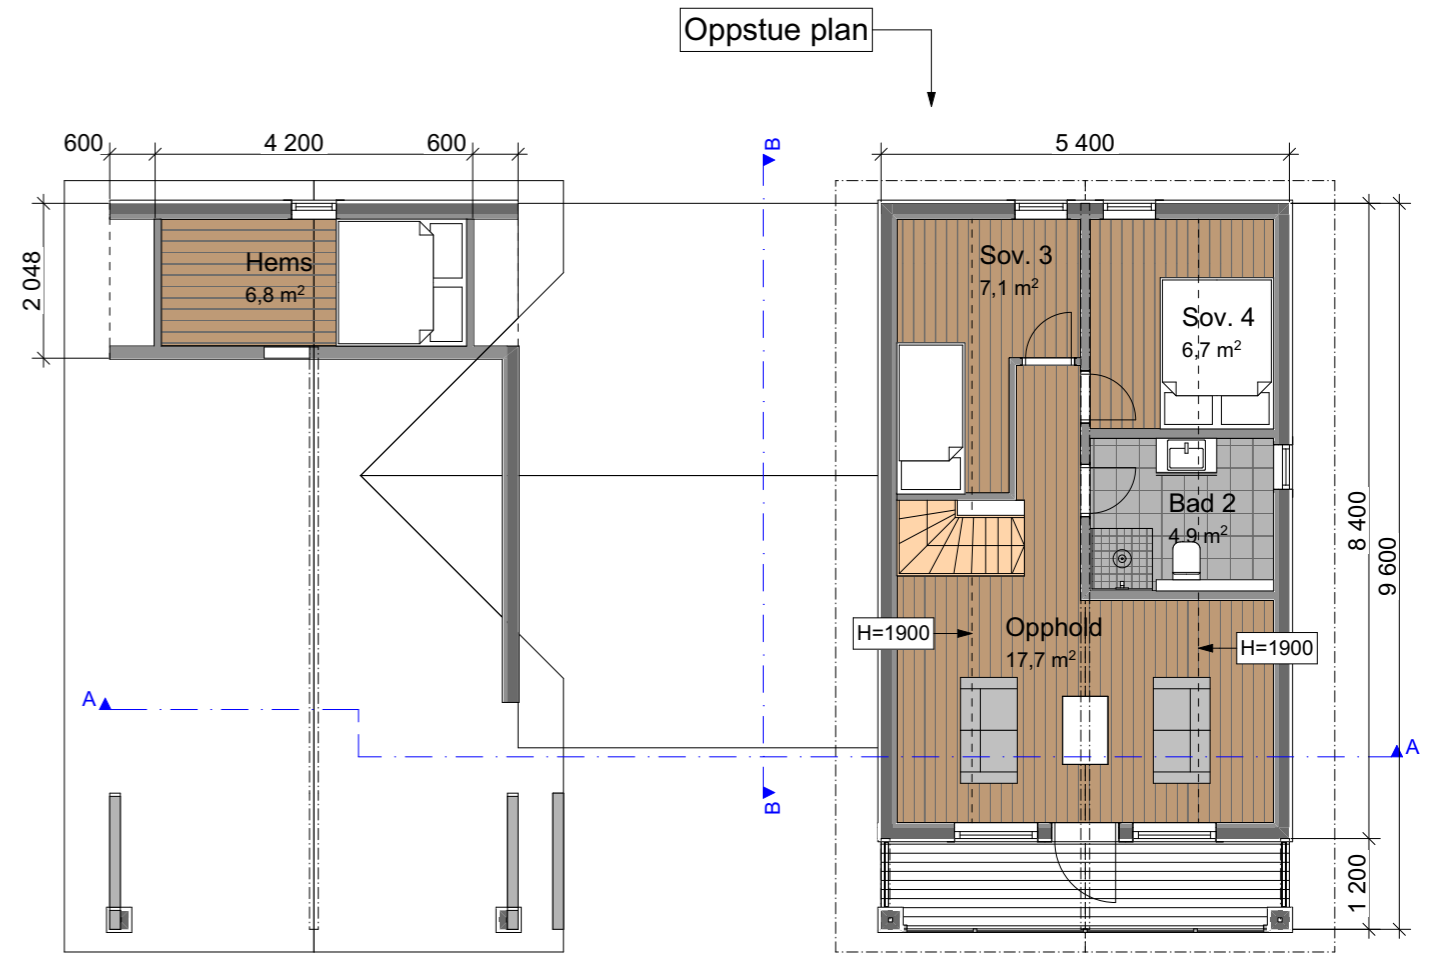 Oppstue plan
600
4 200
600
B
5 400
2 048
Hems
6,8 m²
Sov. 3
7,1 m²
Sov. 4
6,7 m²
Bad 2
4,9 m²
8 400
9 600
H=1900
Opphold
17,7 m²
H=1900
A
A
B
1 200